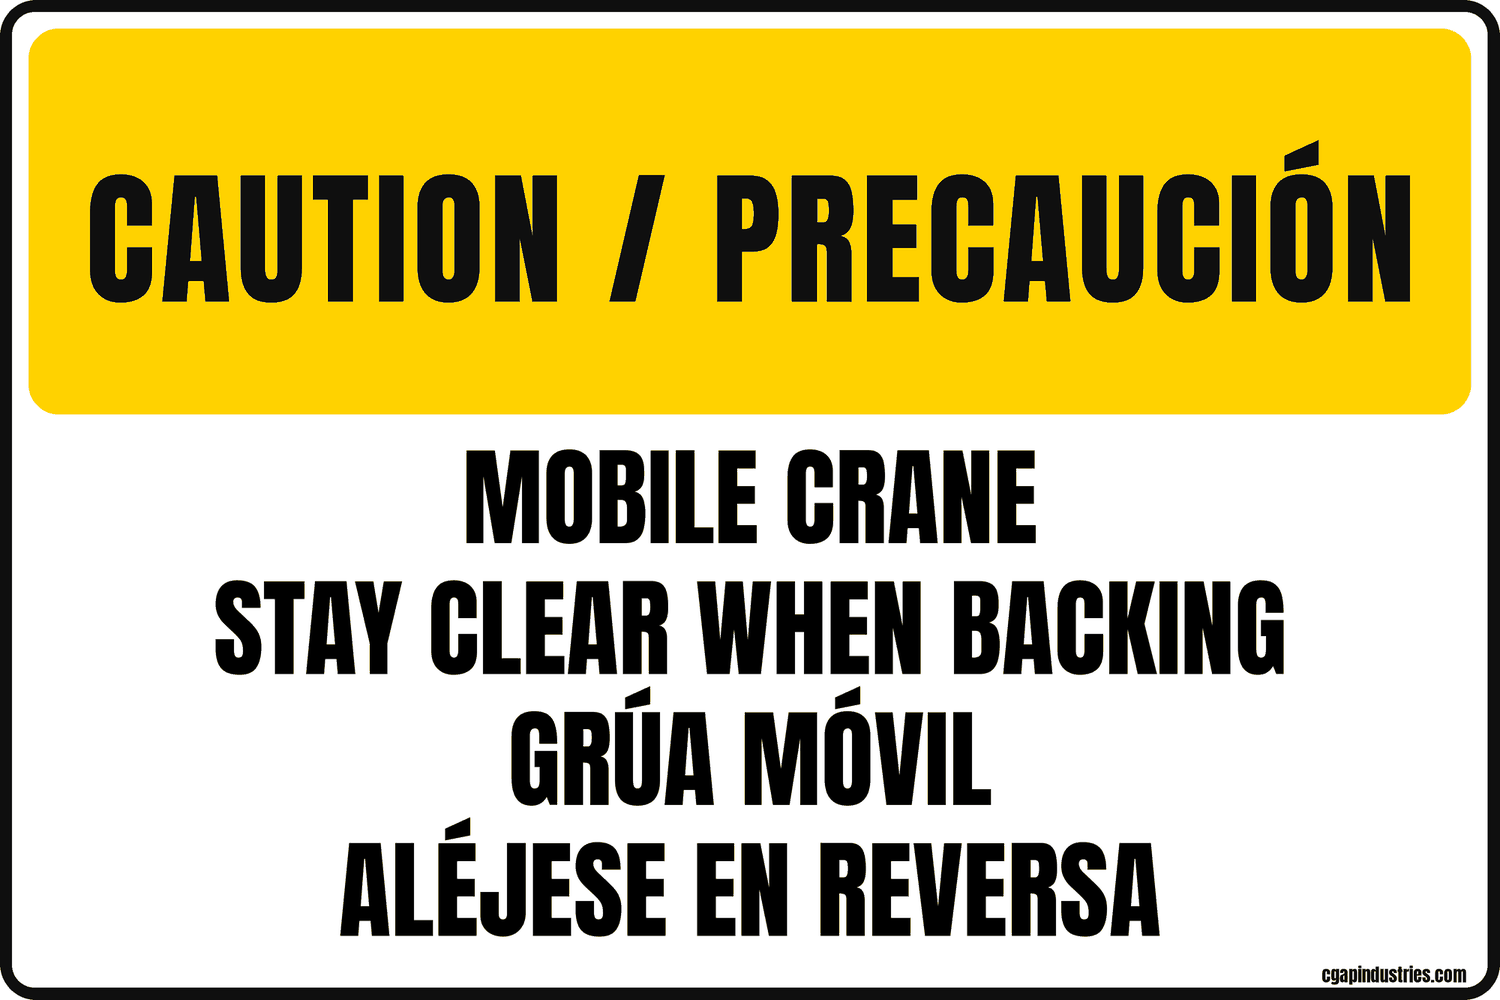 CAUTION / PRECAUCIÓN
MOBILE CRANE
STAY CLEAR WHEN BACKING
GRÚA MÓVIL
ALÉJESE EN REVERSA
cgapindustries.com